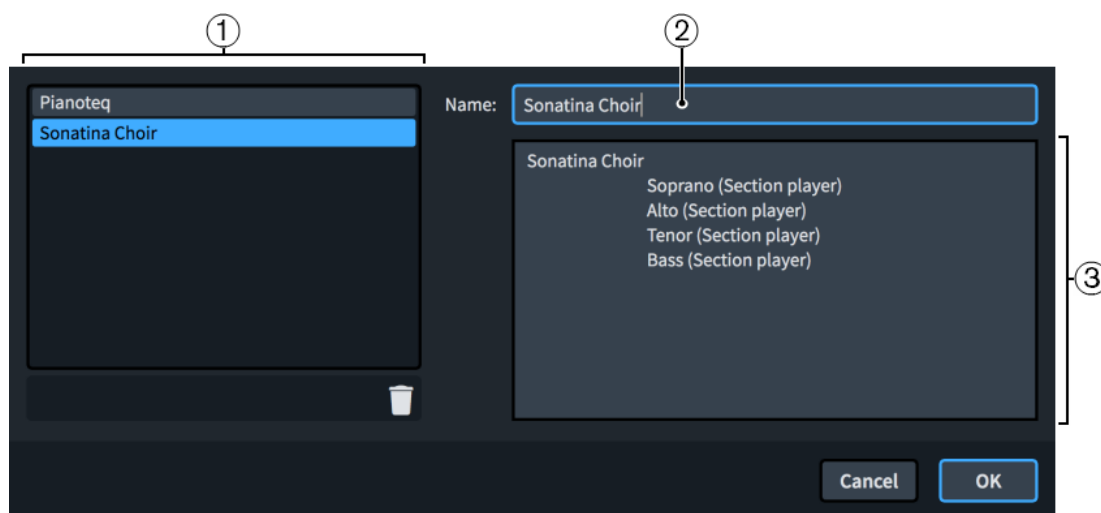 ① ②
Pianoteq
Sonatina Choir
Name: Sonatina Choir
Sonatina Choir
Soprano (Section player)
Alto (Section player)
Tenor (Section player)
Bass (Section player)
③
Cancel OK